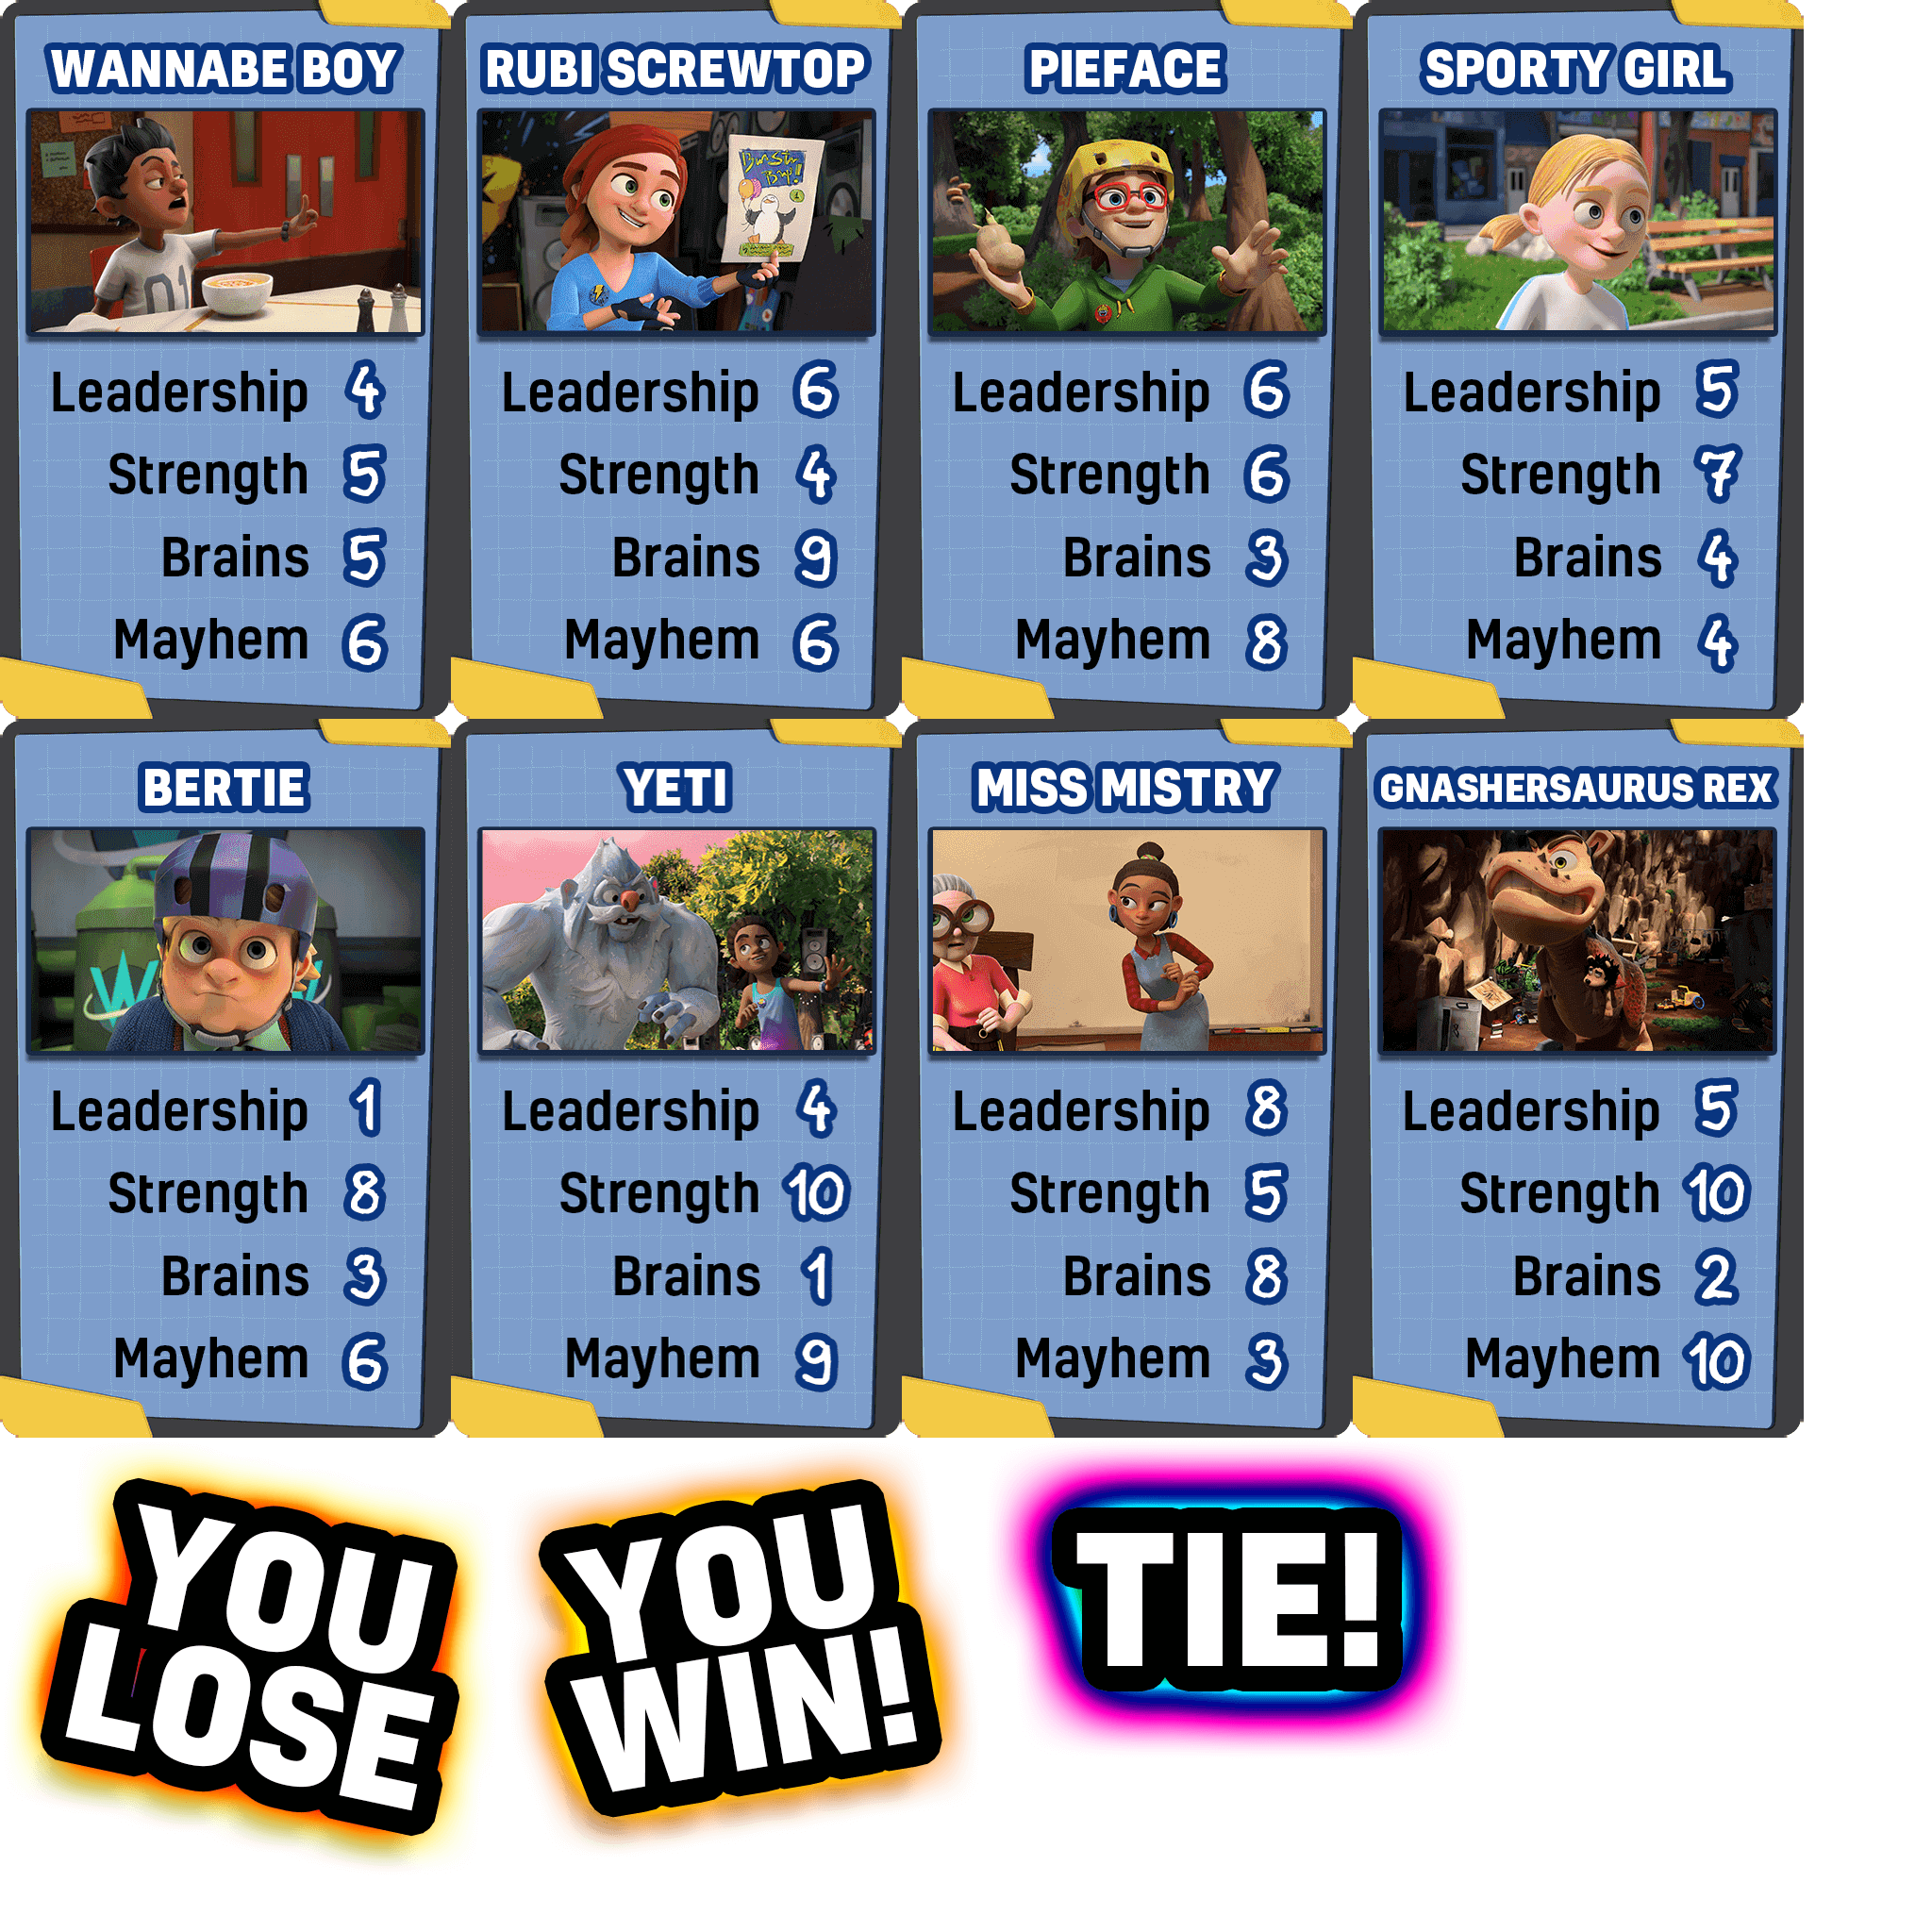 WANNABE BOY
Leadership 4
Strength 5
Brains 5
Mayhem 6
RUBI SCREWTOP
Leadership 6
Strength 4
Brains 9
Mayhem 6
PIEFACE
Leadership 6
Strength 6
Brains 3
Mayhem 8
SPORTY GIRL
Leadership 5
Strength 7
Brains 4
Mayhem 4
BERTIE
Leadership 1
Strength 8
Brains 3
Mayhem 6
YETI
Leadership 4
Strength 10
Brains 1
Mayhem 9
MISS MISTRY
Leadership 8
Strength 5
Brains 8
Mayhem 3
GNASHERSAURUS REX
Leadership 5
Strength 10
Brains 2
Mayhem 10
YOU
LOSE
YOU
WIN!
TIE!